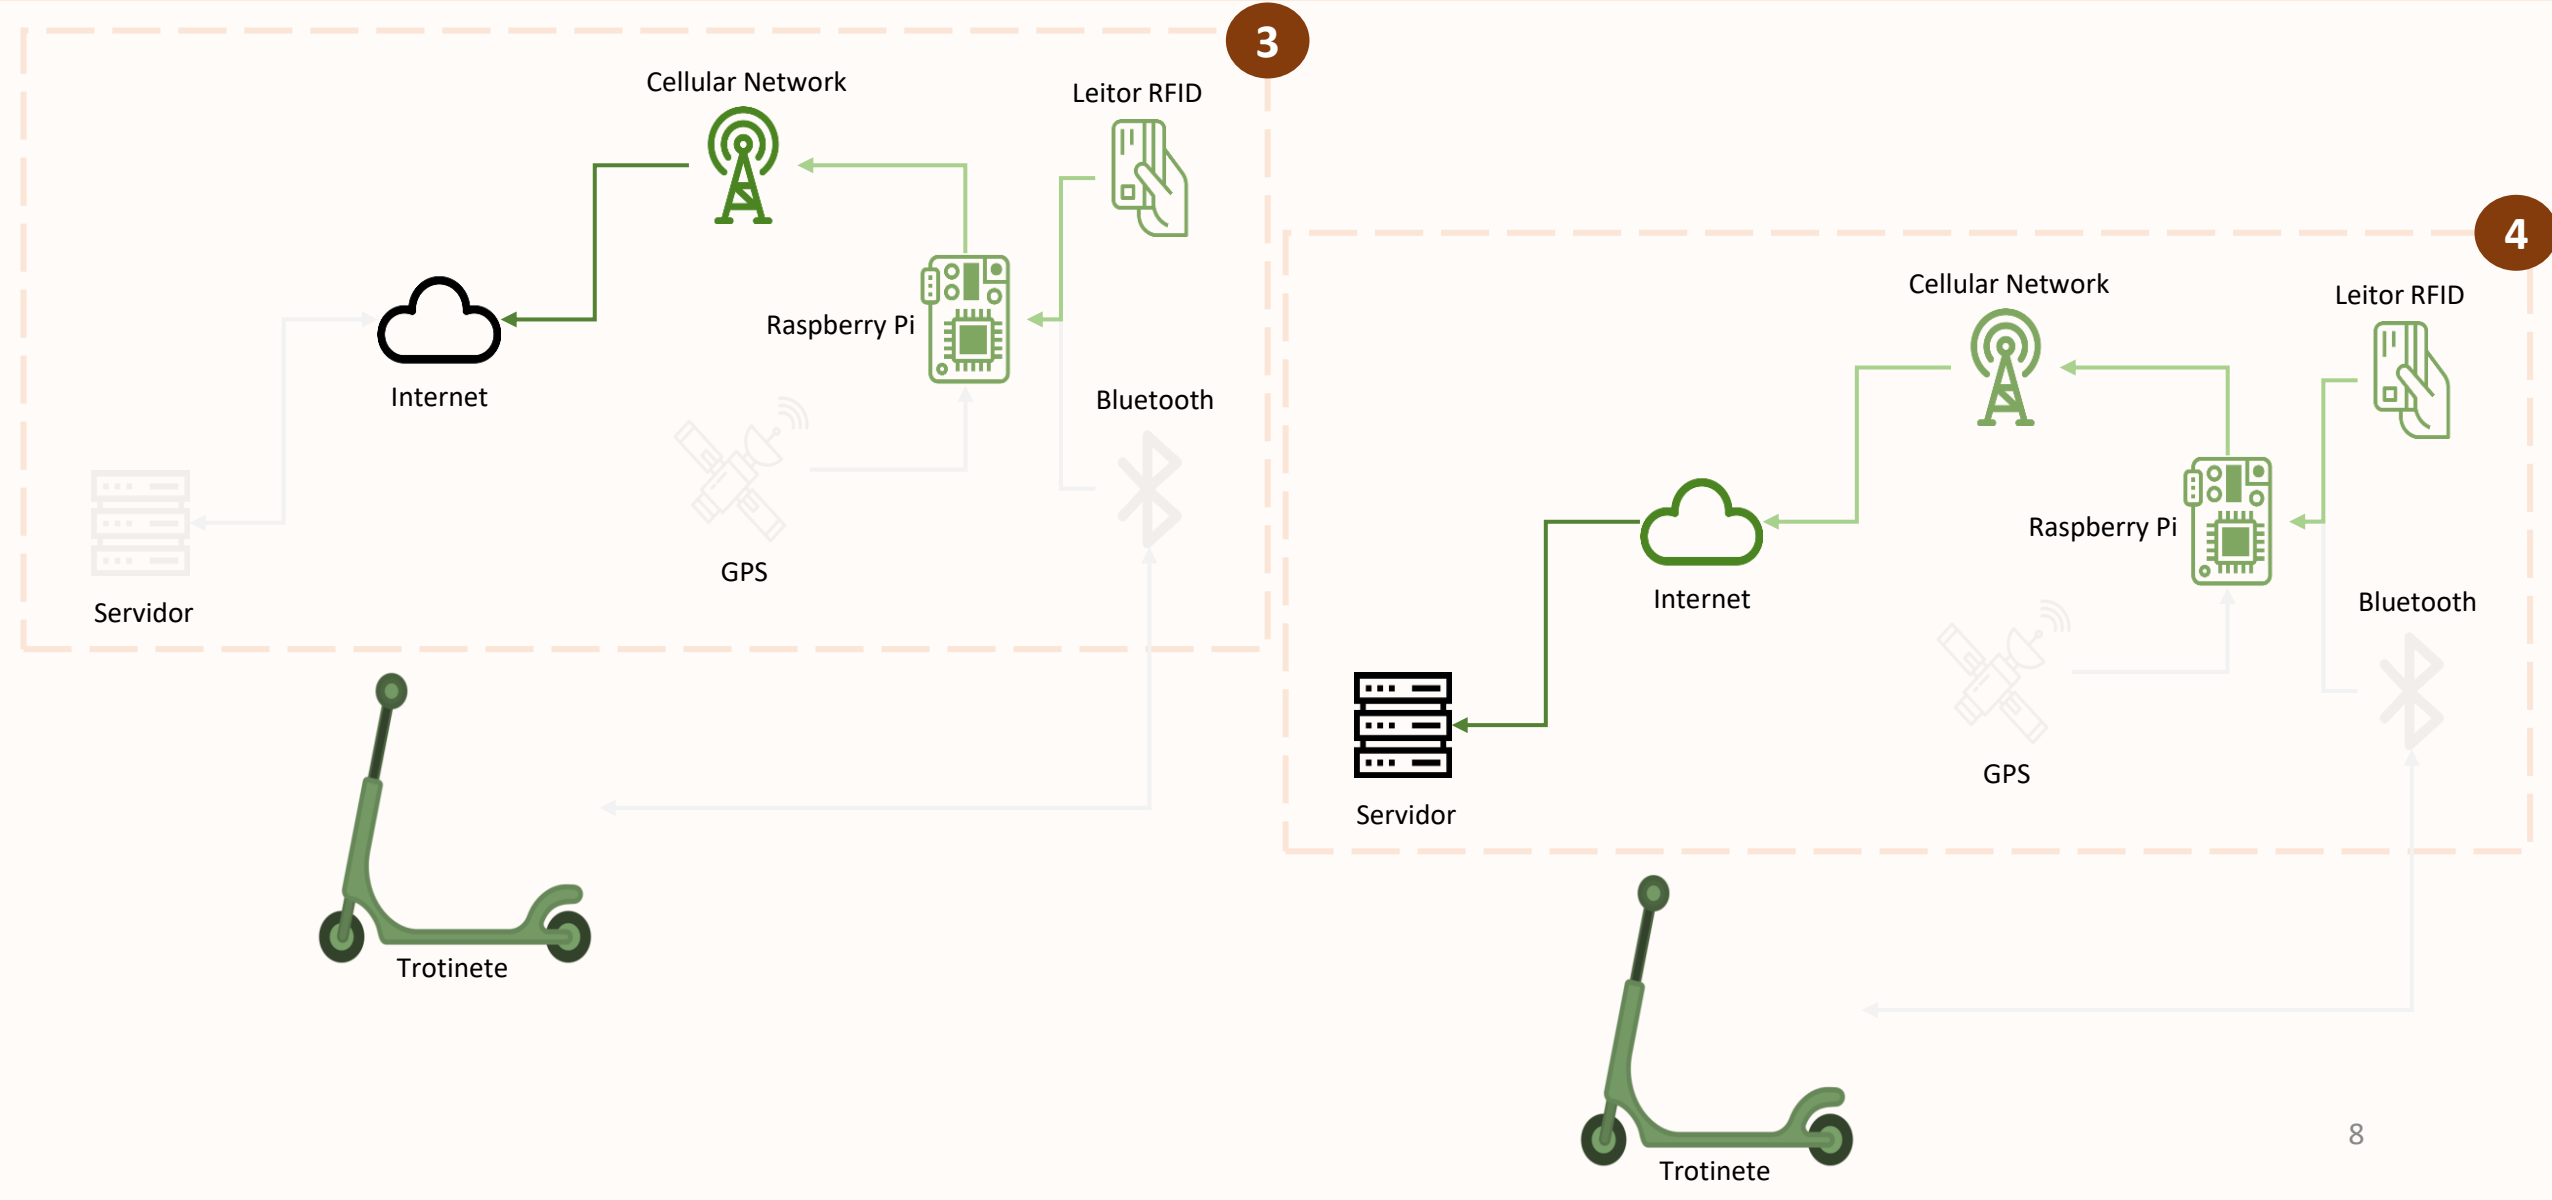 3
Cellular Network
Leitor RFID
Raspberry Pi
Internet
Bluetooth
GPS
Servidor
Trotinete
4
Cellular Network
Leitor RFID
Raspberry Pi
Internet
Bluetooth
GPS
Servidor
Trotinete
8